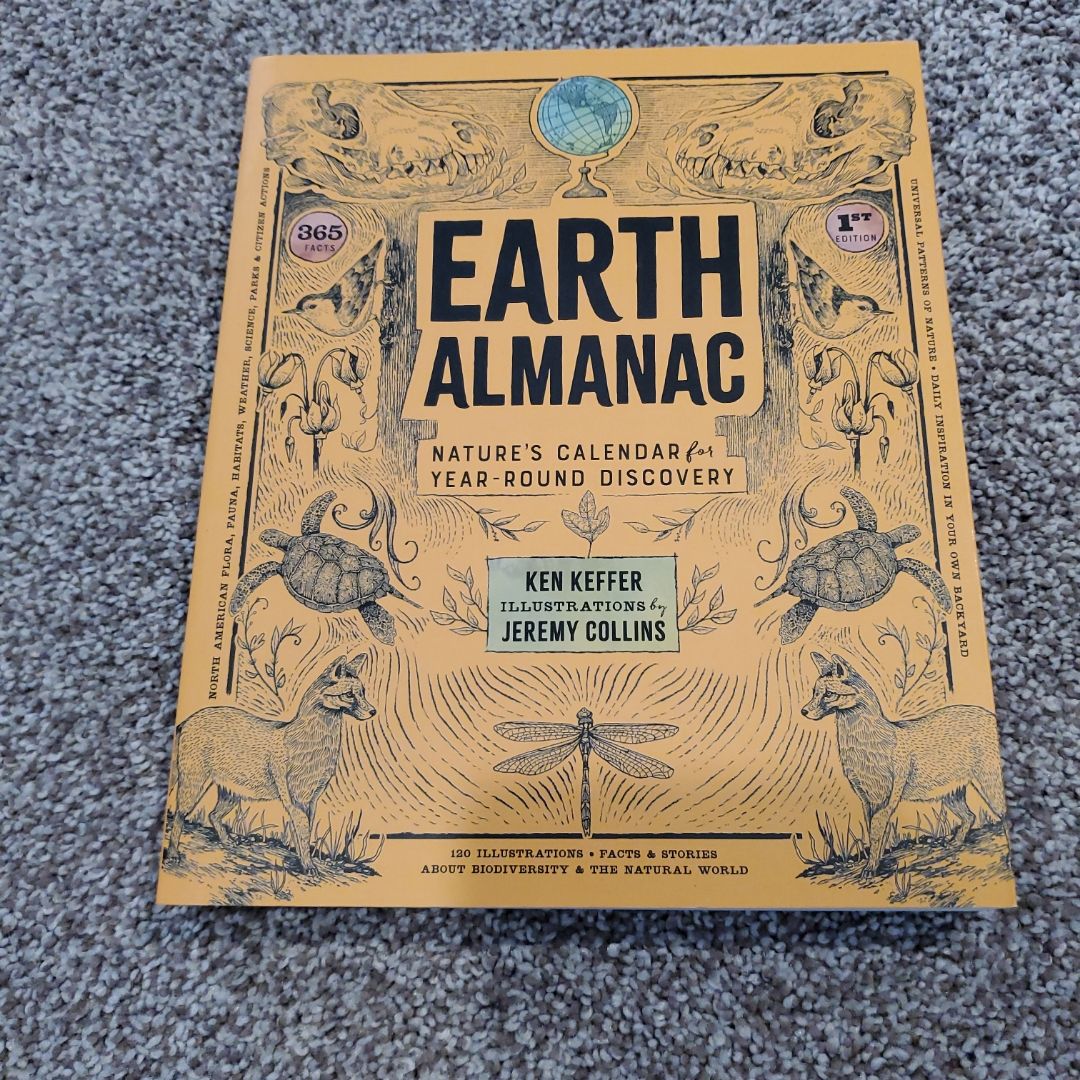 365
FACTS
1ST
EDITION
EARTH
ALMANAC
NATURE'S CALENDAR for
YEAR-ROUND DISCOVERY
KEN KEFFER
ILLUSTRATIONS by
JEREMY COLLINS
NORTH AMERICAN FLORA, FAUNA, HABITATS, WEATHER, SCIENCE, PARKS & CITIZEN ACTIONS
UNIVERSAL PATTERNS OF NATURE • DAILY INSPIRATION IN YOUR OWN BACKYARD
120 ILLUSTRATIONS • FACTS & STORIES
ABOUT BIODIVERSITY & THE NATURAL WORLD